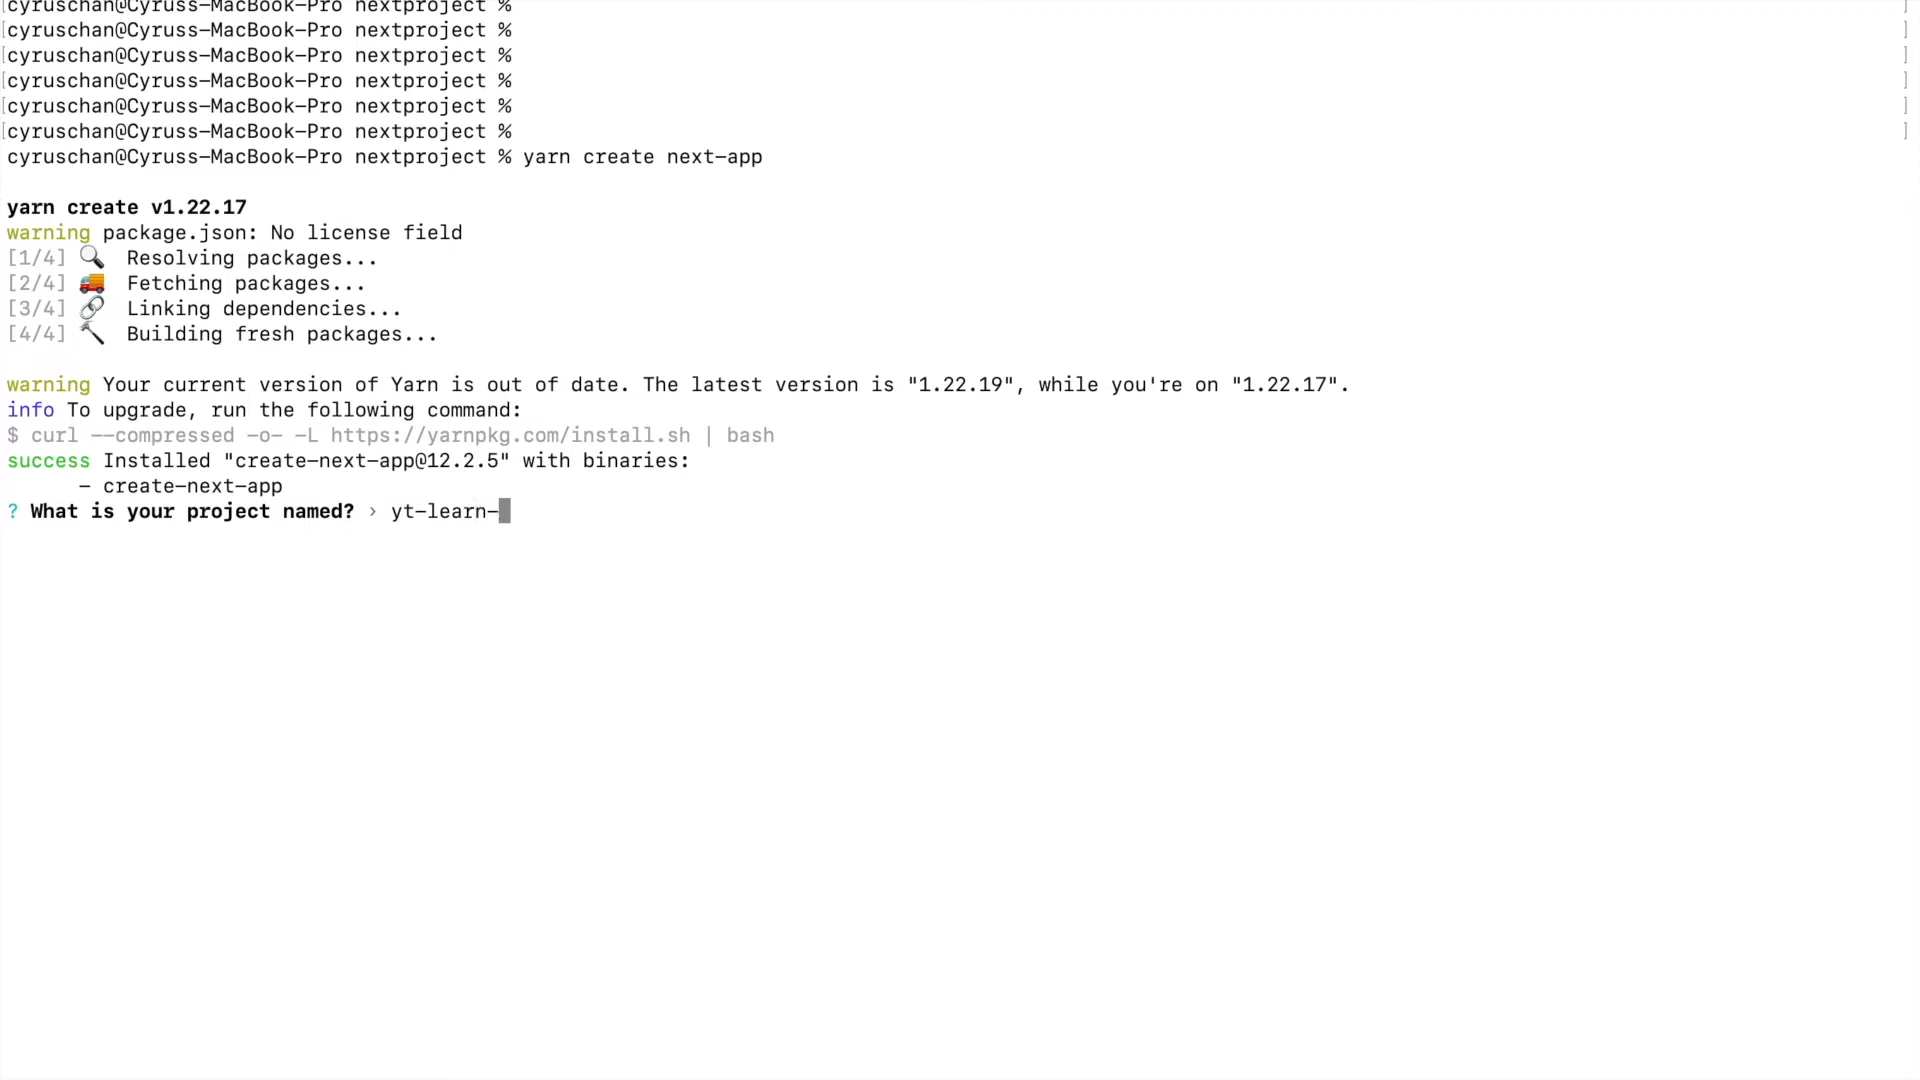 [cyruschan@Cyruss-MacBook-Pro nextproject % ]
[cyruschan@Cyruss-MacBook-Pro nextproject % ]
[cyruschan@Cyruss-MacBook-Pro nextproject % ]
[cyruschan@Cyruss-MacBook-Pro nextproject % ]
[cyruschan@Cyruss-MacBook-Pro nextproject % ]
[cyruschan@Cyruss-MacBook-Pro nextproject % ]
cyruschan@Cyruss-MacBook-Pro nextproject % yarn create next-app
yarn create v1.22.17
warning package.json: No license field
[1/4] 🔍 Resolving packages...
[2/4] 🚚 Fetching packages...
[3/4] 🔗 Linking dependencies...
[4/4] 🔨 Building fresh packages...
warning Your current version of Yarn is out of date. The latest version is "1.22.19", while you're on "1.22.17".
info To upgrade, run the following command:
$ curl --compressed -o- -L https://yarnpkg.com/install.sh | bash
success Installed "create-next-app@12.2.5" with binaries:
- create-next-app
? What is your project named? › yt-learn-